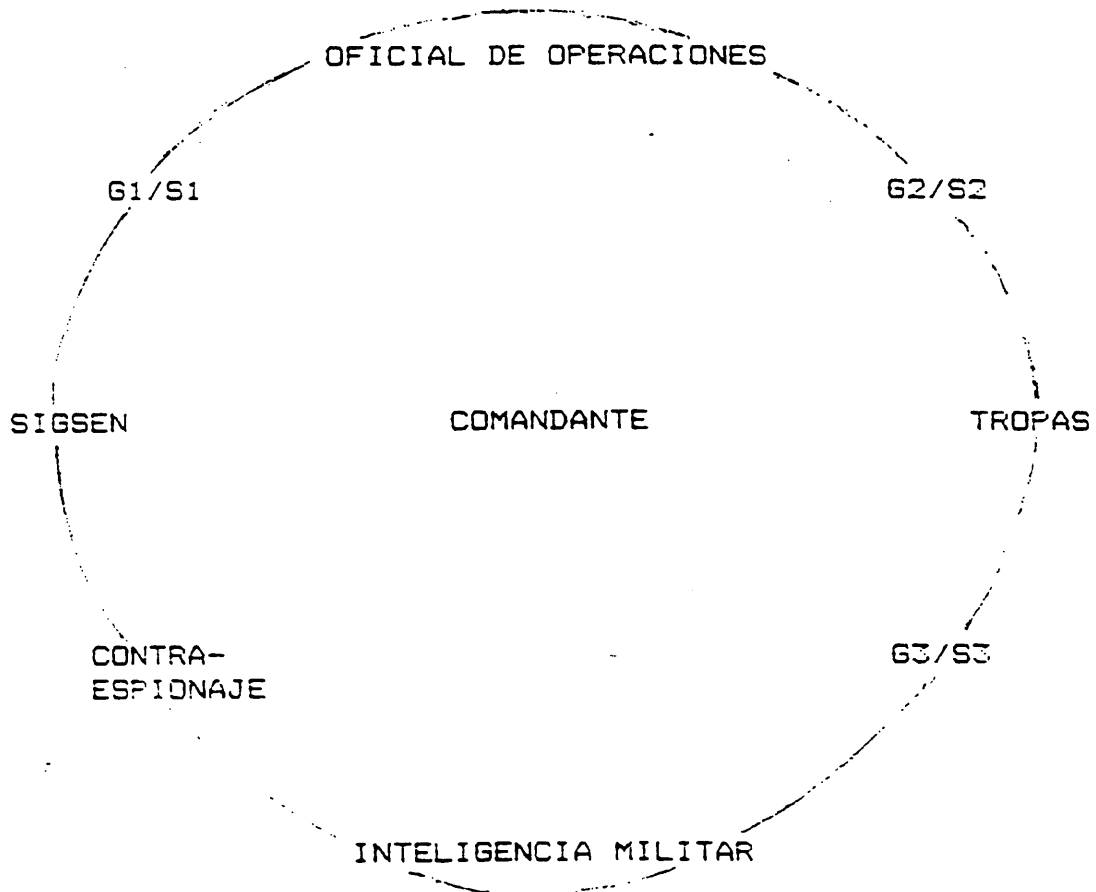 OFICIAL DE OPERACIONES
G1/S1
G2/S2
SIGSEN
COMANDANTE
TROPAS
CONTRA-
ESPIONAJE
G3/S3
INTELIGENCIA MILITAR